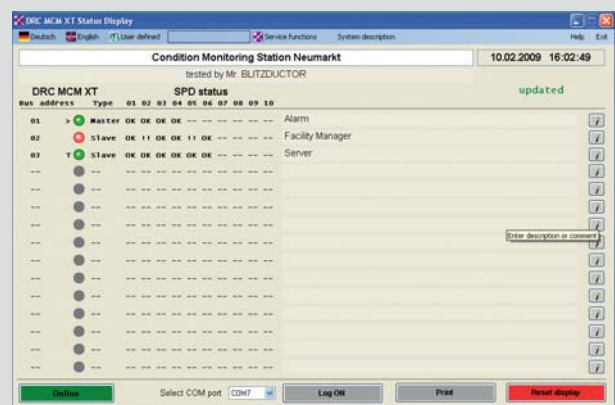 DRC MCM XT Status Display
Deutsch English User defined Service functions System description Help Exit
Condition Monitoring Station Neumarkt 10.02.2009 16:02:49
tested by Mr. BLITZDUCTOR
DRC MCM XT SPD status updated
Bus address Type 01 02 03 04 05 06 07 08 09 10
01 > Master OK OK OK OK -- -- -- -- -- -- Alarm i
02 Slave OK !! OK OK !! OK -- -- -- -- Facility Manager i
03 T Slave OK OK OK OK OK OK -- -- -- -- Server i
-- -- -- -- -- -- -- -- -- -- -- -- i
-- -- -- -- -- -- -- -- -- -- -- -- i
-- -- -- -- -- -- -- -- -- -- -- -- i
-- -- -- -- -- -- -- -- -- -- -- -- i
Enter description or comment
-- -- -- -- -- -- -- -- -- -- -- -- i
-- -- -- -- -- -- -- -- -- -- -- -- i
-- -- -- -- -- -- -- -- -- -- -- -- i
-- -- -- -- -- -- -- -- -- -- -- -- i
-- -- -- -- -- -- -- -- -- -- -- -- i
-- -- -- -- -- -- -- -- -- -- -- -- i
-- -- -- -- -- -- -- -- -- -- -- -- i
-- -- -- -- -- -- -- -- -- -- -- -- i
Online Select COM port COM7 Log ON Print Reset display